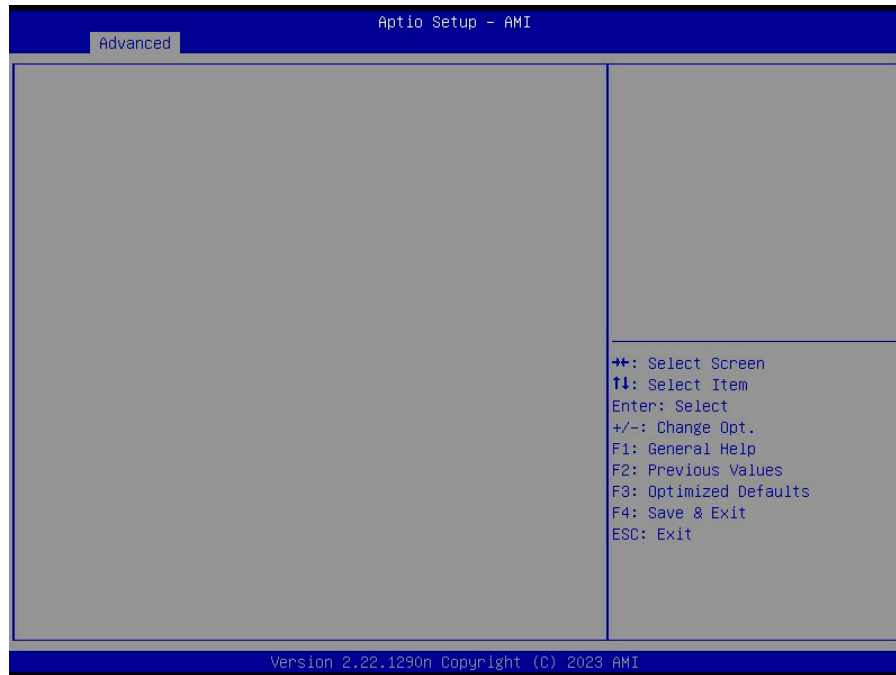 Aptio Setup – AMI
Advanced
→←: Select Screen
↑↓: Select Item
Enter: Select
+/-: Change Opt.
F1: General Help
F2: Previous Values
F3: Optimized Defaults
F4: Save & Exit
ESC: Exit
Version 2.22.1290n Copyright (C) 2023 AMI